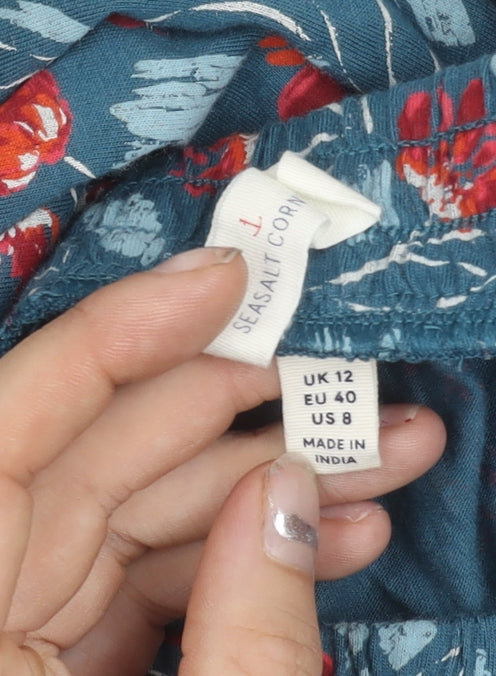 SEASALT CORN
UK 12
EU 40
US 8
MADE IN
INDIA